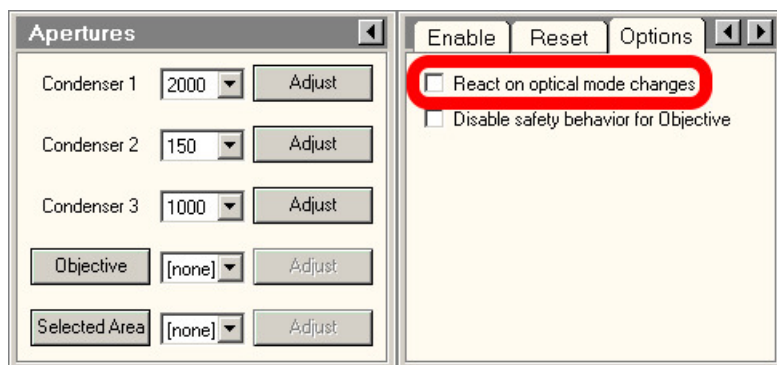 Apertures
Condenser 1 2000 Adjust
Condenser 2 150 Adjust
Condenser 3 1000 Adjust
Objective [none] Adjust
Selected Area [none] Adjust
Enable Reset Options
React on optical mode changes
Disable safety behavior for Objective